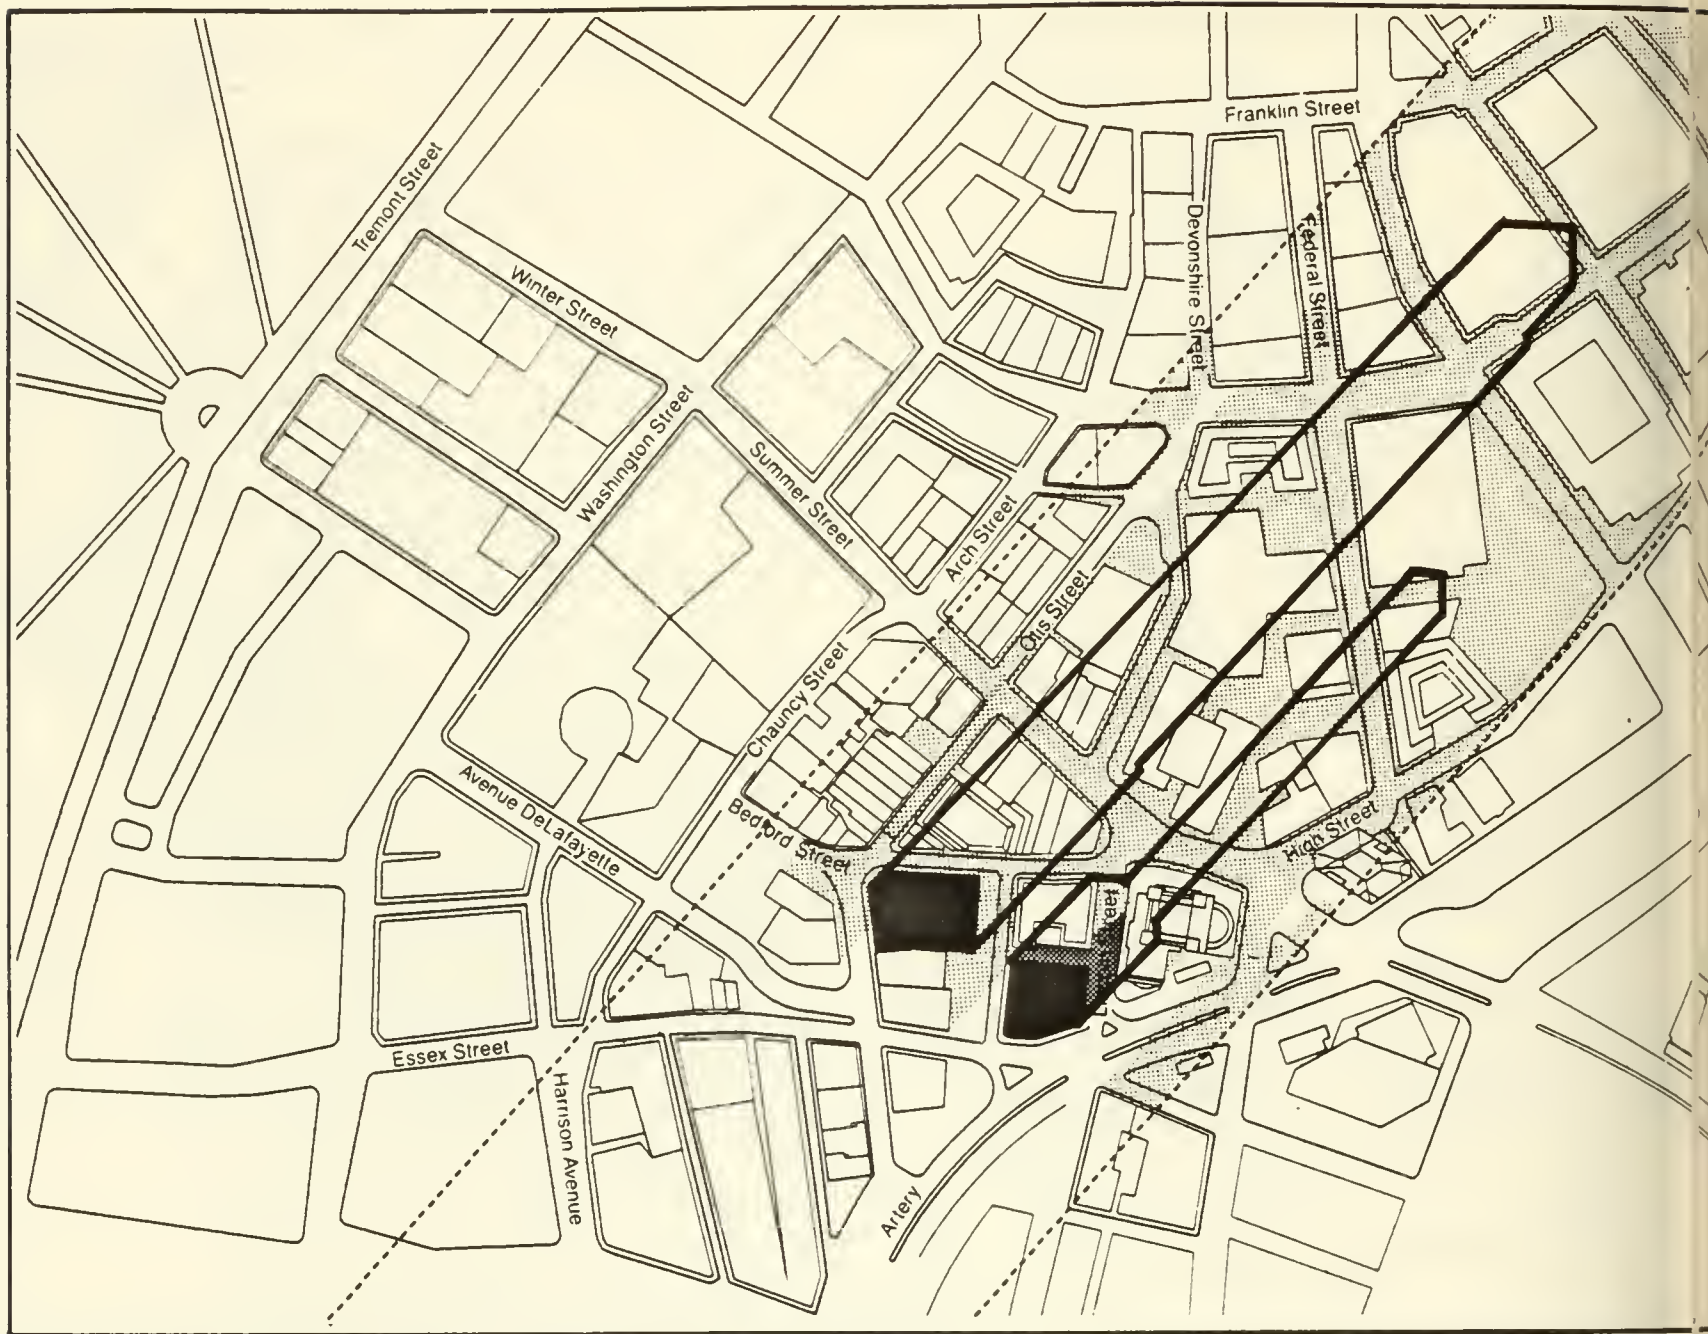 Franklin Street
Tremont Street
Winter Street
Devonshire Street
Federal Street
Washington Street
Summer Street
Arch Street
Otis Street
Chauncy Street
Avenue DeLafayette
Bedford Street
High Street
Essex Street
Harrison Avenue
Artery